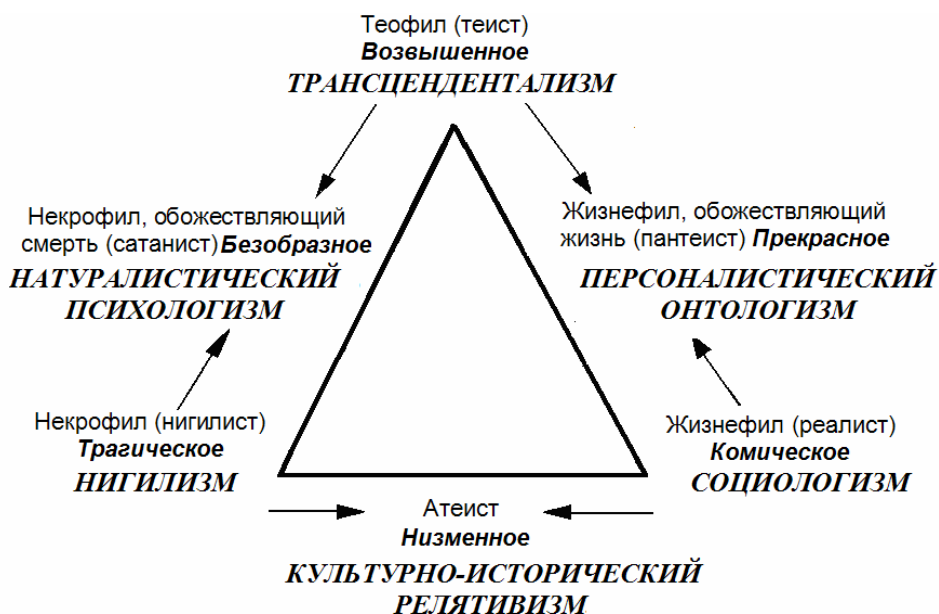 Теофил (теист)
Возвышенное
ТРАНСЦЕНДЕНТАЛИЗМ
Некрофил, обожествляющий
смерть (сатанист) Безобразное
НАТУРАЛИСТИЧЕСКИЙ
ПСИХОЛОГИЗМ
Жизнефил, обожествляющий
жизнь (пантеист) Прекрасное
ПЕРСОНАЛИСТИЧЕСКИЙ
ОНТОЛОГИЗМ
Некрофил (нигилист)
Трагическое
НИГИЛИЗМ
Жизнефил (реалист)
Комическое
СОЦИОЛОГИЗМ
Атеист
Низменное
КУЛЬТУРНО-ИСТОРИЧЕСКИЙ
РЕЛЯТИВИЗМ